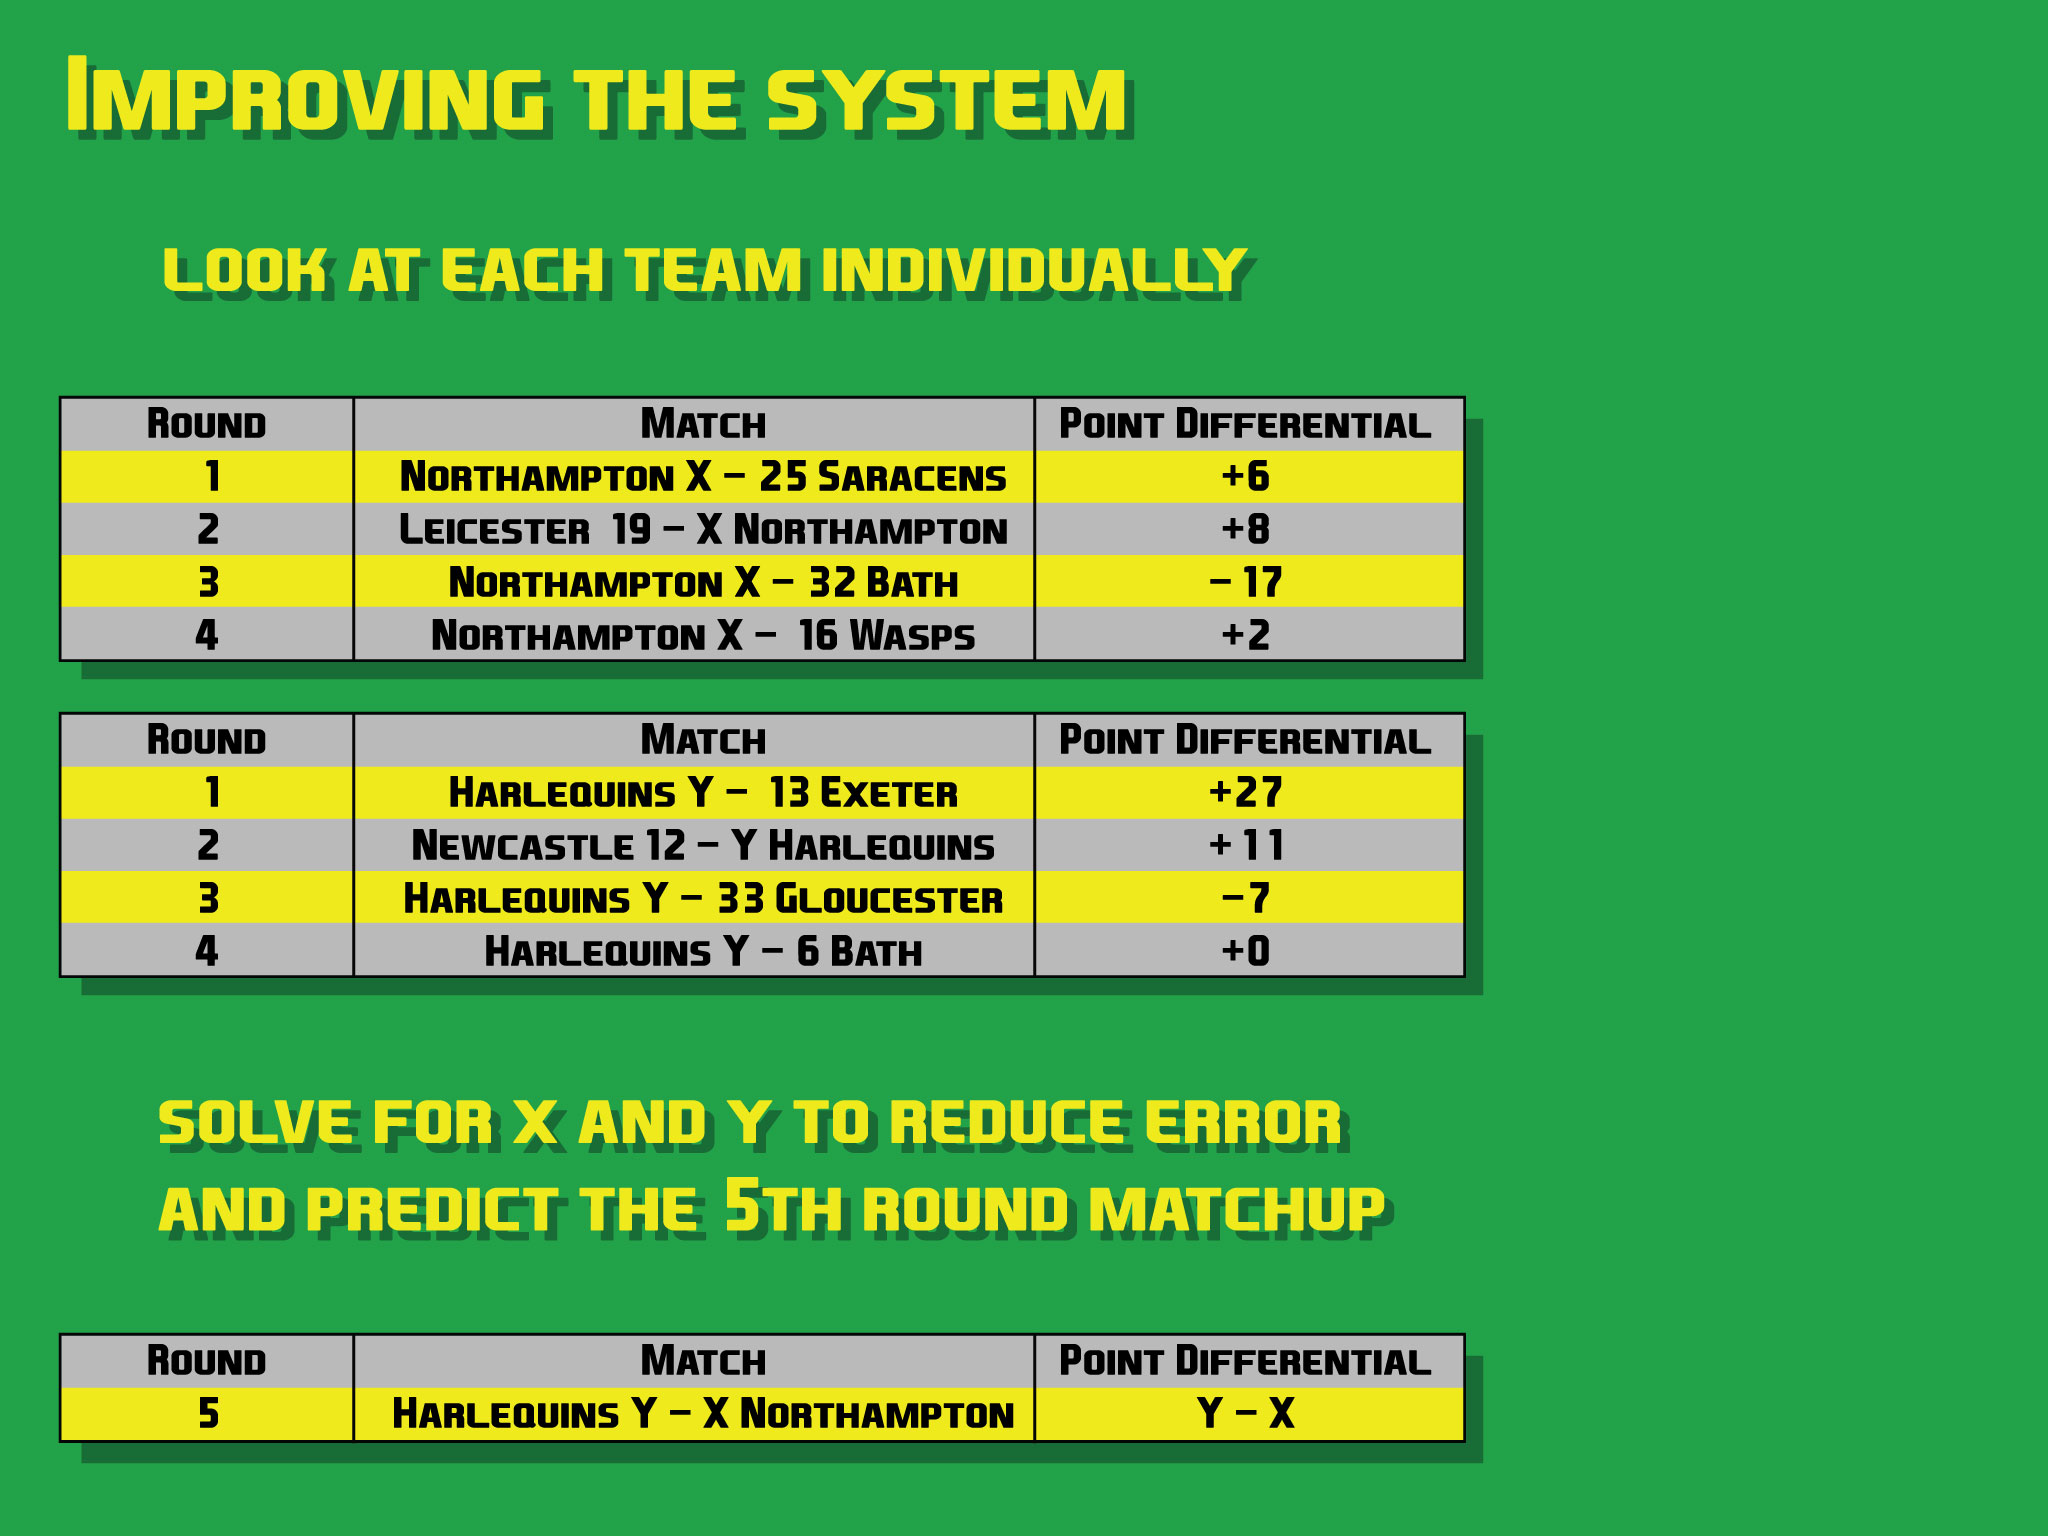 Improving the system
look at each team individually
Round Match Point Differential
1 Northampton X – 25 Saracens +6
2 Leicester 19 – X Northampton +8
3 Northampton X – 32 Bath – 17
4 Northampton X – 16 Wasps +2
Round Match Point Differential
1 Harlequins Y – 13 Exeter +27
2 Newcastle 12 – Y Harlequins +11
3 Harlequins Y – 33 Gloucester –7
4 Harlequins Y – 6 Bath +0
solve for x and y to reduce error
and predict the 5th round matchup
Round Match Point Differential
5 Harlequins Y – X Northampton Y – X